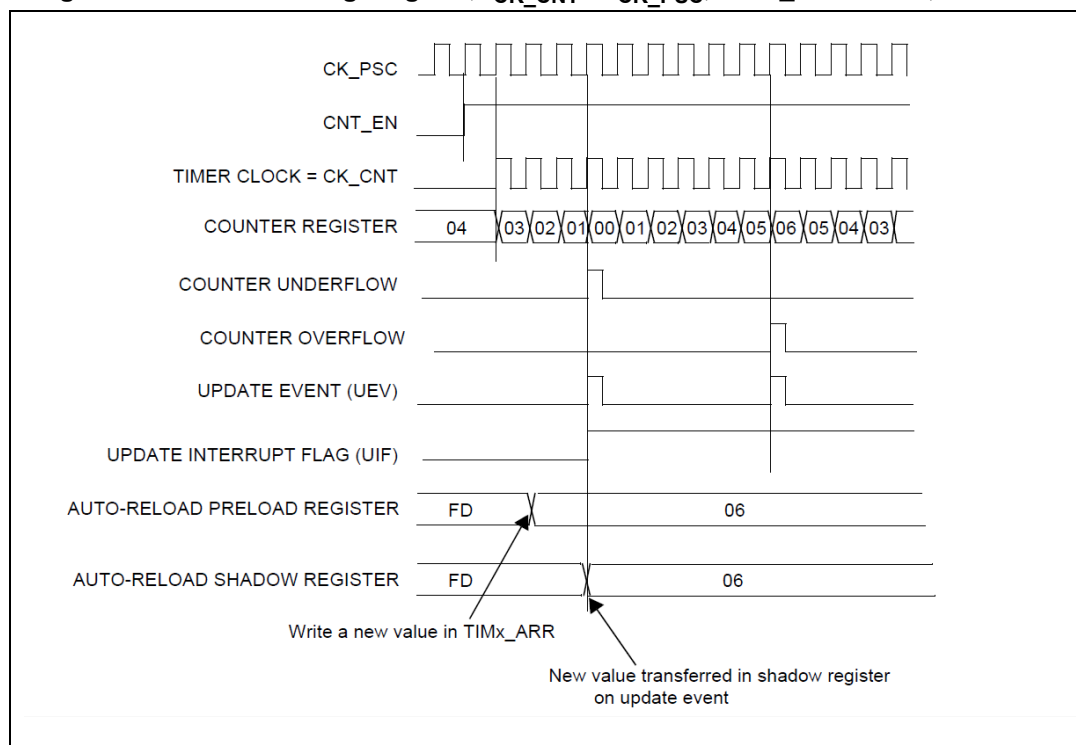 CK_CNT CK_PSC
CK_PSC
CNT_EN
TIMER CLOCK = CK_CNT
COUNTER REGISTER 04 03 02 01 00 01 02 03 04 05 06 05 04 03
COUNTER UNDERFLOW
COUNTER OVERFLOW
UPDATE EVENT (UEV)
UPDATE INTERRUPT FLAG (UIF)
AUTO-RELOAD PRELOAD REGISTER FD 06
AUTO-RELOAD SHADOW REGISTER FD 06
Write a new value in TIMx_ARR
New value transferred in shadow register
on update event